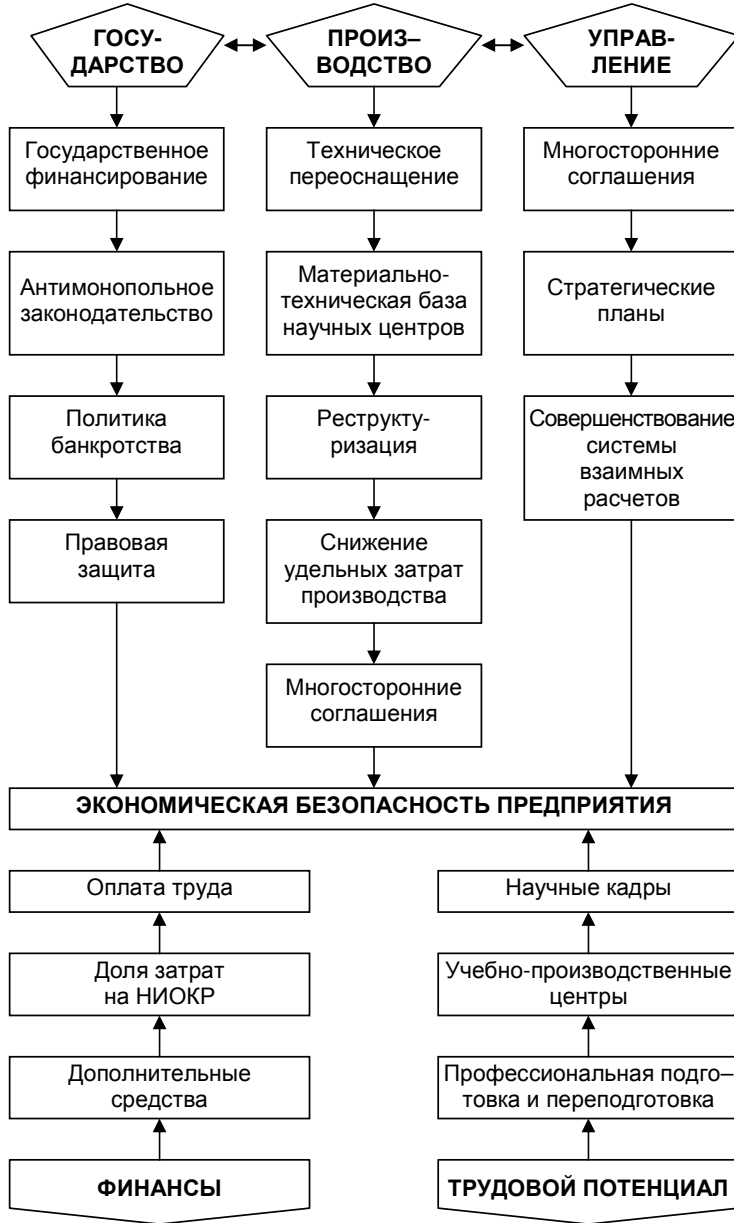 ГОСУ-
ДАРСТВО
ПРОИЗ–
ВОДСТВО
УПРАВ-
ЛЕНИЕ
Государственное
финансирование
Техническое
переоснащение
Многосторонние
соглашения
Антимонопольное
законодательство
Материально-
техническая база
научных центров
Стратегические
планы
Политика
банкротства
Реструкту-
ризация
Совершенствование
системы
взаимных
расчетов
Правовая
защита
Снижение
удельных затрат
производства
Многосторонние
соглашения
ЭКОНОМИЧЕСКАЯ БЕЗОПАСНОСТЬ ПРЕДПРИЯТИЯ
Оплата труда
Научные кадры
Доля затрат
на НИОКР
Учебно-производственные
центры
Дополнительные
средства
Профессиональная подго–
товка и переподготовка
ФИНАНСЫ
ТРУДОВОЙ ПОТЕНЦИАЛ